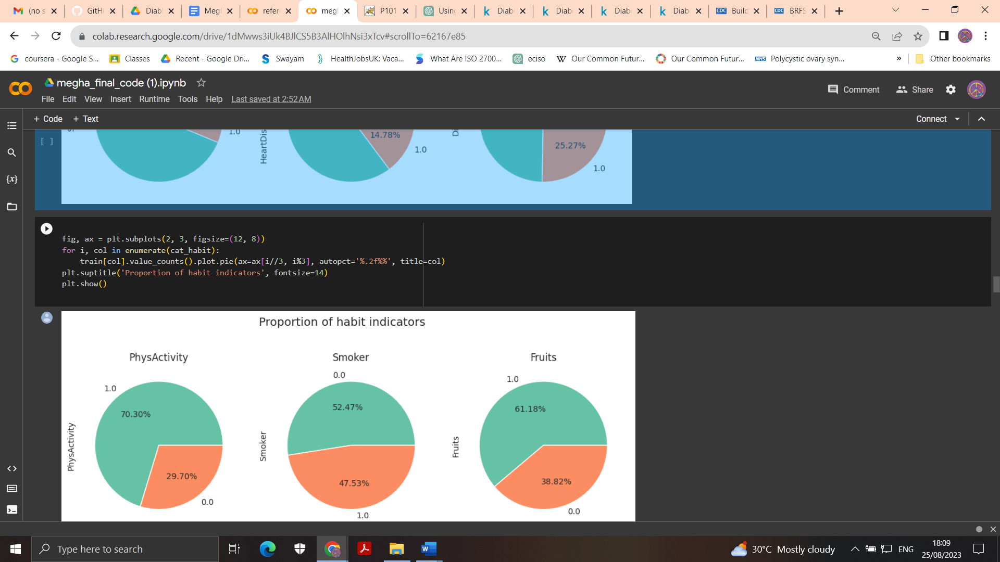 (no s
GitH
Diab
Megl
refer
megl
P101
Using
Diab
Diab
Diab
Diab
CDC Build
CDC BRFS
colab.research.google.com/drive/1dMwws3iUk4BJlCS5B3AlHOlhNsi3xTcv#scrollTo=62167e85
coursera - Google S...
Classes
Recent - Google Dri...
Swayam
HealthJobsUK: Vaca...
What Are ISO 2700...
eciso
W Our Common Futur...
Our Common Futur...
NHS Polycystic ovary syn...
»
Other bookmarks
megha_final_code (1).ipynb
File Edit View Insert Runtime Tools Help Last saved at 2:52 AM
Comment
Share
+ Code + Text
Connect
[ ]
1.0
HeartDis
14.78%
1.0
Di
25.27%
1.0
{x}
fig, ax = plt.subplots(2, 3, figsize=(12, 8))
for i, col in enumerate(cat_habit):
    train[col].value_counts().plot.pie(ax=ax[i//3, i%3], autopct='%.2f%%', title=col)
plt.suptitle('Proportion of habit indicators', fontsize=14)
plt.show()
Proportion of habit indicators
PhysActivity
1.0
70.30%
PhysActivity
29.70%
0.0
Smoker
0.0
52.47%
Smoker
47.53%
1.0
Fruits
1.0
61.18%
Fruits
38.82%
0.0
Type here to search
30°C Mostly cloudy
ENG
18:09
25/08/2023